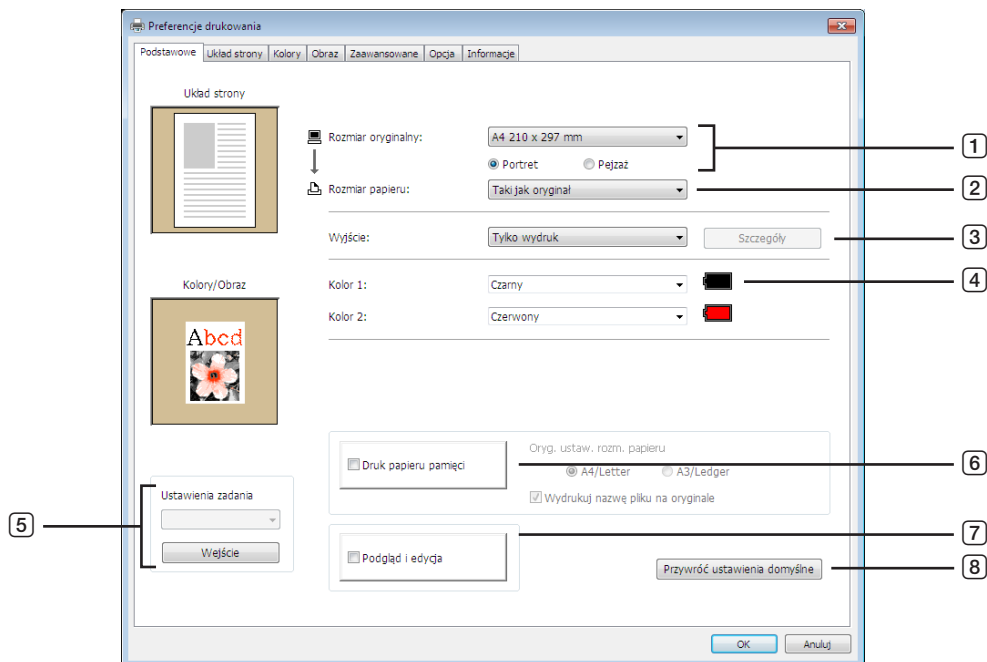 Preferencje drukowania
Podstawowe Układ strony Kolory Obraz Zaawansowane Opcja Informacje
Układ strony
Rozmiar oryginalny: A4 210 x 297 mm
1
Portret Pejzaż
Rozmiar papieru: Taki jak oryginał
2
Wyjście: Tylko wydruk Szczegóły
3
Kolory/Obraz
Kolor 1: Czarny
4
Kolor 2: Czerwony
Abcd
Druk papieru pamięci
Oryg. ustaw. rozm. papieru
A4/Letter A3/Ledger
6
Wydrukuj nazwę pliku na oryginale
Ustawienia zadania
5
Wejście
Podgląd i edycja
7
Przywróć ustawienia domyślne
8
OK Anuluj